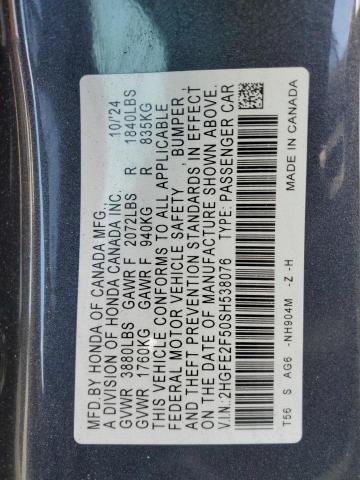 MFD.BY HONDA OF CANADA MFG., 10/'24
A DIVISION OF HONDA CANADA INC.
GVWR 3880LBS GAWR F 2072LBS R 1840LBS
GVWR 1760KG GAWR F 940KG R 835KG
THIS VEHICLE CONFORMS TO ALL APPLICABLE
FEDERAL MOTOR VEHICLE SAFETY , BUMPER ,
AND THEFT PREVENTION STANDARDS IN EFFECT
ON THE DATE OF MANUFACTURE SHOWN ABOVE.
V.I.N.: 2HGFE2F50SH538076 TYPE: PASSENGER CAR
T56 S AG6 -NH904M -Z -H
MADE IN CANADA